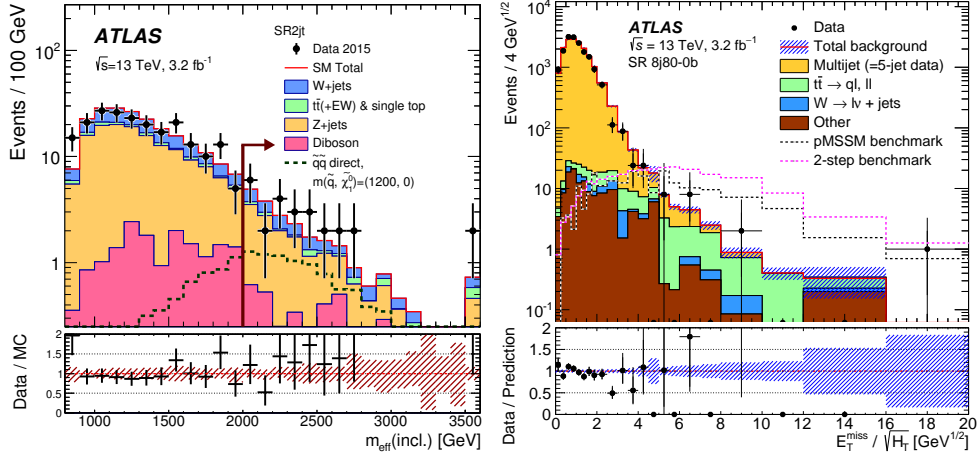 Events / 100 GeV
ATLAS
√s=13 TeV, 3.2 fb⁻¹
SR2jt
Data 2015
SM Total
W+jets
tt̄(+EW) & single top
Z+jets
Diboson
q̃q̃ direct,
m(q̃, χ̃₁⁰)=(1200, 0)
10²
10
1
Data / MC
2
1.5
1
0.5
0
1000 1500 2000 2500 3000 3500
m_eff(incl.) [GeV]
Events / 4 GeV^1/2
ATLAS
√s = 13 TeV, 3.2 fb⁻¹
SR 8j80-0b
Data
Total background
Multijet (=5-jet data)
tt̄ → ql, ll
W → lν + jets
Other
pMSSM benchmark
2-step benchmark
10⁴
10³
10²
10
1
10⁻¹
Data / Prediction
2
1.5
1
0.5
0
0 2 4 6 8 10 12 14 16 18 20
E_T^miss / √H_T [GeV^1/2]